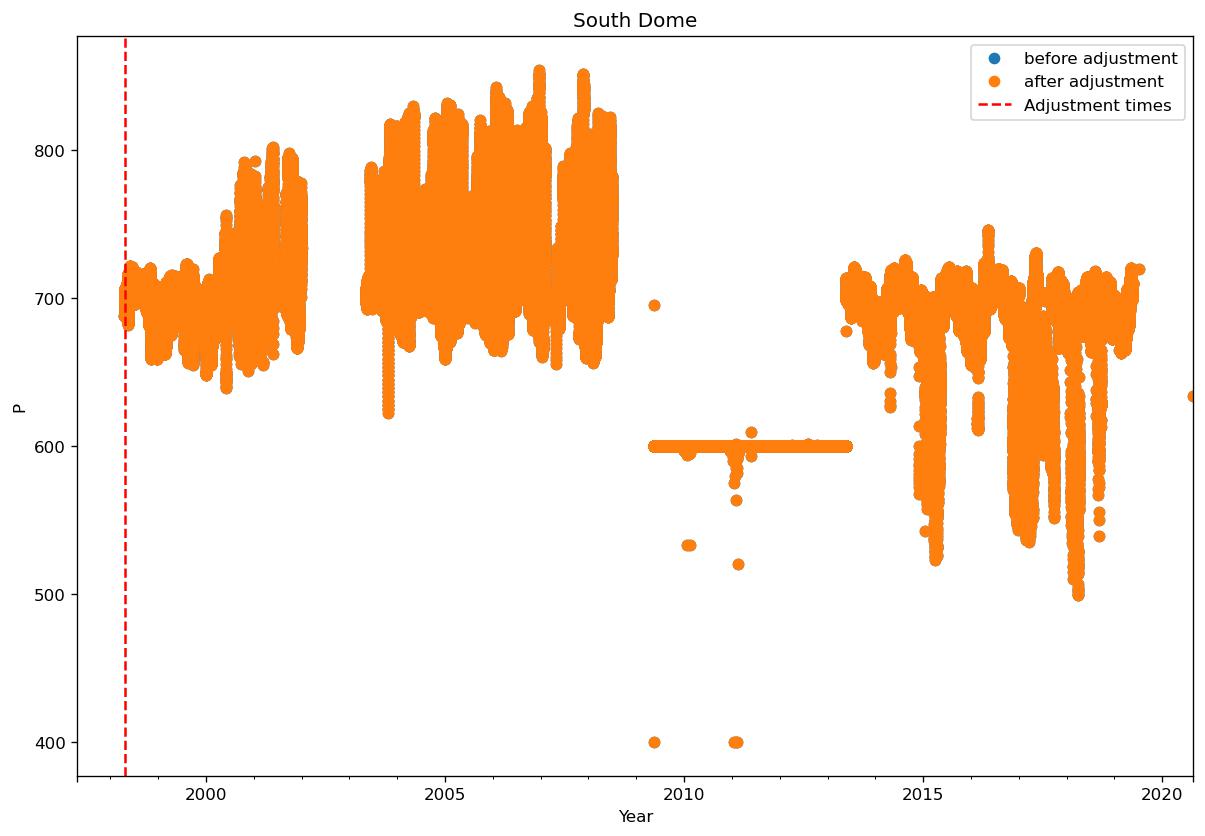 South Dome
before adjustment
after adjustment
Adjustment times
P
800
700
600
500
400
2000 2005 2010 2015 2020
Year